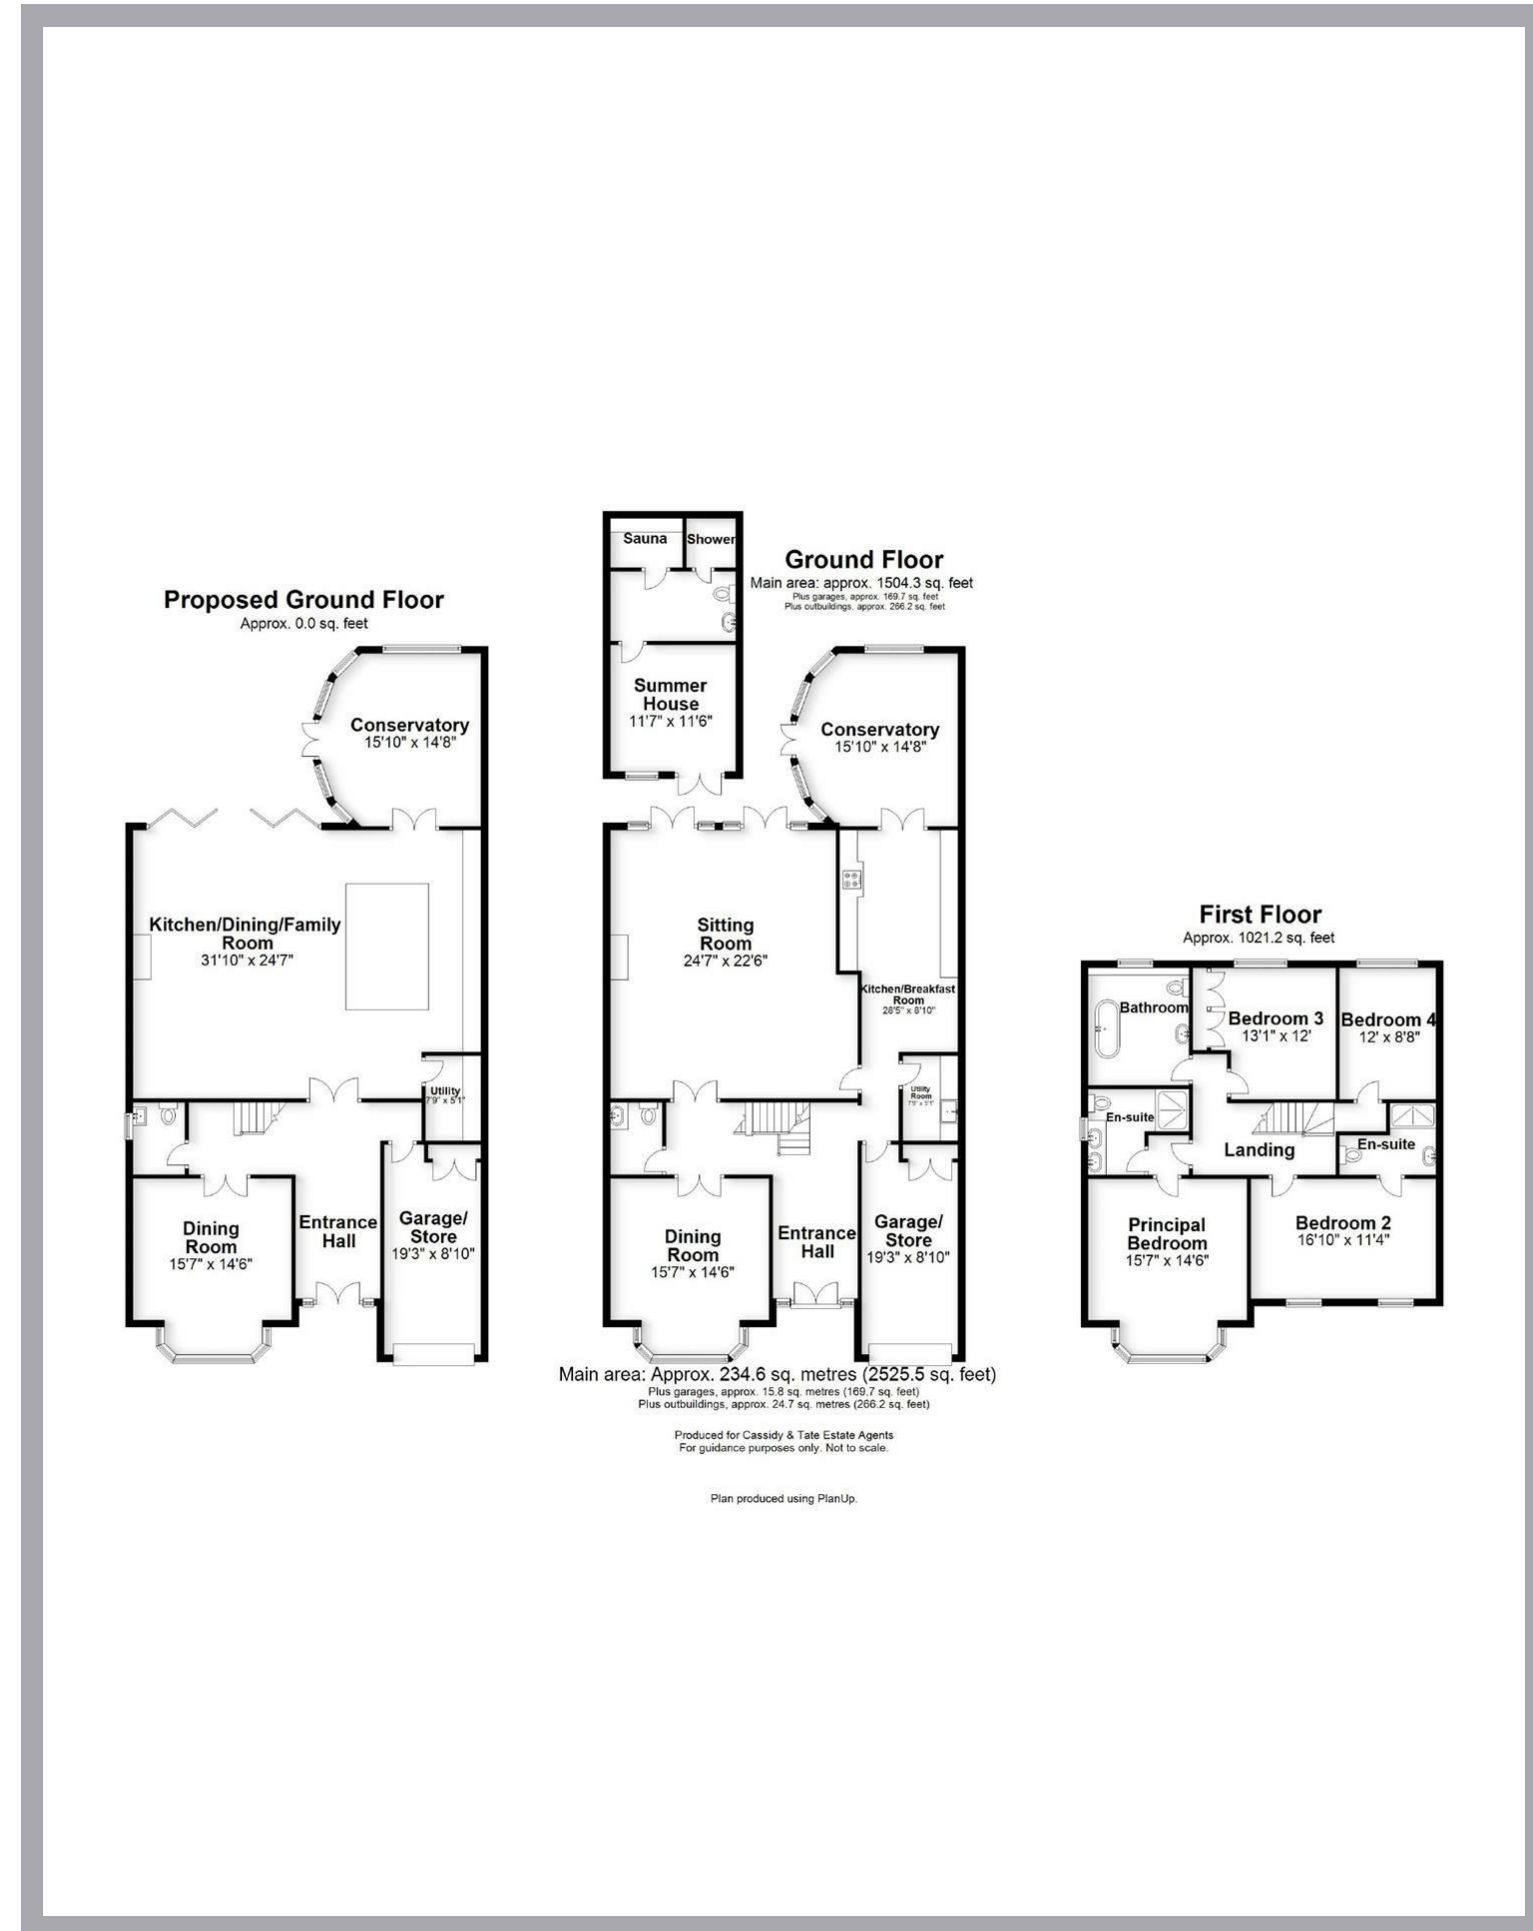 Proposed Ground Floor
Approx. 0.0 sq. feet
Conservatory
15'10" x 14'8"
Kitchen/Dining/Family
Room
31'10" x 24'7"
Utility
7'9" x 5'1"
Dining
Room
15'7" x 14'6"
Entrance
Hall
Garage/
Store
19'3" x 8'10"
Sauna
Shower
Summer
House
11'7" x 11'6"
Ground Floor
Main area: approx. 1504.3 sq. feet
Plus garages, approx. 169.7 sq. feet
Plus outbuildings, approx. 266.2 sq. feet
Conservatory
15'10" x 14'8"
Sitting
Room
24'7" x 22'6"
Kitchen/Breakfast
Room
28'5" x 8'10"
Utility
Room
7'9" x 5'1"
Dining
Room
15'7" x 14'6"
Entrance
Hall
Garage/
Store
19'3" x 8'10"
First Floor
Approx. 1021.2 sq. feet
Bathroom
Bedroom 3
13'1" x 12'
Bedroom 4
12' x 8'8"
En-suite
Landing
En-suite
Principal
Bedroom
15'7" x 14'6"
Bedroom 2
16'10" x 11'4"
Main area: Approx. 234.6 sq. metres (2525.5 sq. feet)
Plus garages, approx. 15.8 sq. metres (169.7 sq. feet)
Plus outbuildings, approx. 24.7 sq. metres (266.2 sq. feet)
Produced for Cassidy & Tate Estate Agents
For guidance purposes only. Not to scale.
Plan produced using PlanUp.